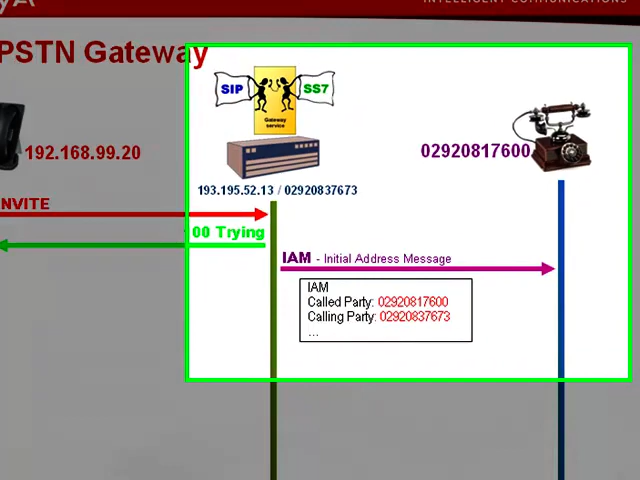 INTELLIGENT COMMUNICATIONS
PSTN Gateway
SIP
SS7
Gateway
service
192.168.99.20
02920817600
193.195.52.13 / 02920837673
INVITE
100 Trying
IAM - Initial Address Message
IAM
Called Party: 02920817600
Calling Party: 02920837673
...